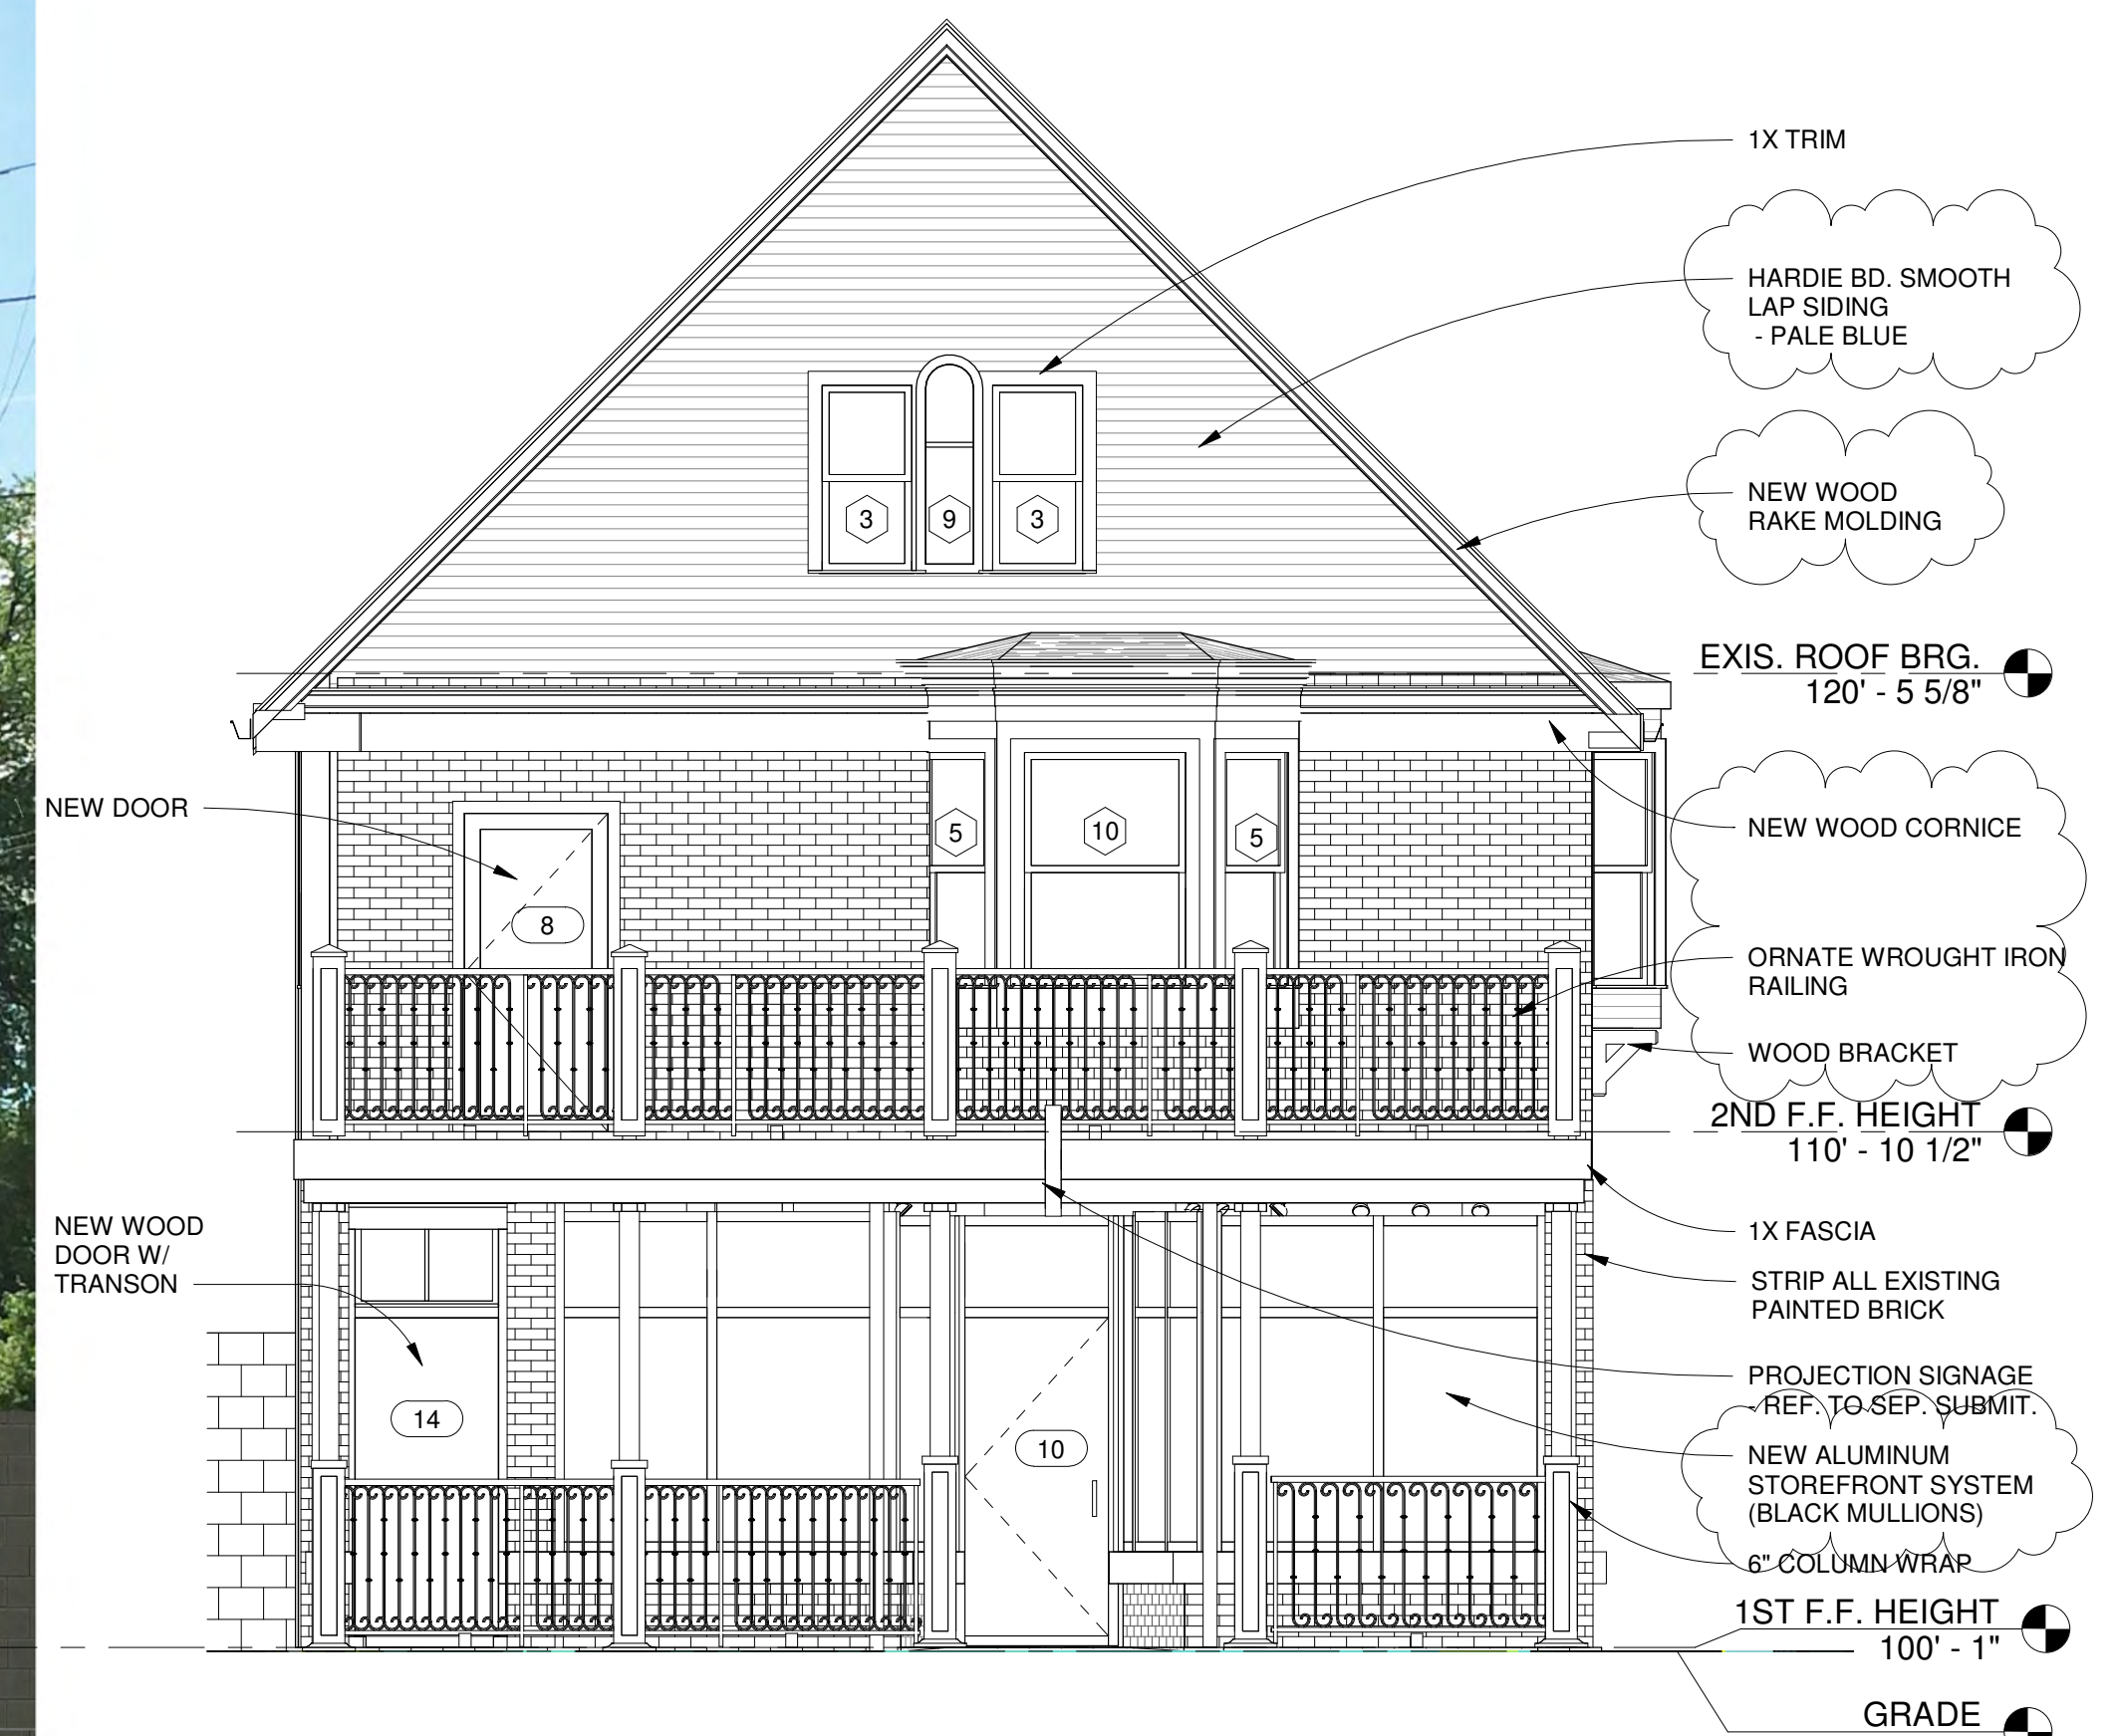 1X TRIM
HARDIE BD. SMOOTH
LAP SIDING
- PALE BLUE
3
9
3
NEW WOOD
RAKE MOLDING
EXIS. ROOF BRG.
120' - 5 5/8"
NEW DOOR
5
10
5
NEW WOOD CORNICE
8
ORNATE WROUGHT IRON
RAILING
WOOD BRACKET
2ND F.F. HEIGHT
110' - 10 1/2"
NEW WOOD
DOOR W/
TRANSON
1X FASCIA
STRIP ALL EXISTING
PAINTED BRICK
PROJECTION SIGNAGE
- REF. TO SEP. SUBMIT.
14
10
NEW ALUMINUM
STOREFRONT SYSTEM
(BLACK MULLIONS)
6" COLUMN WRAP
1ST F.F. HEIGHT
100' - 1"
GRADE